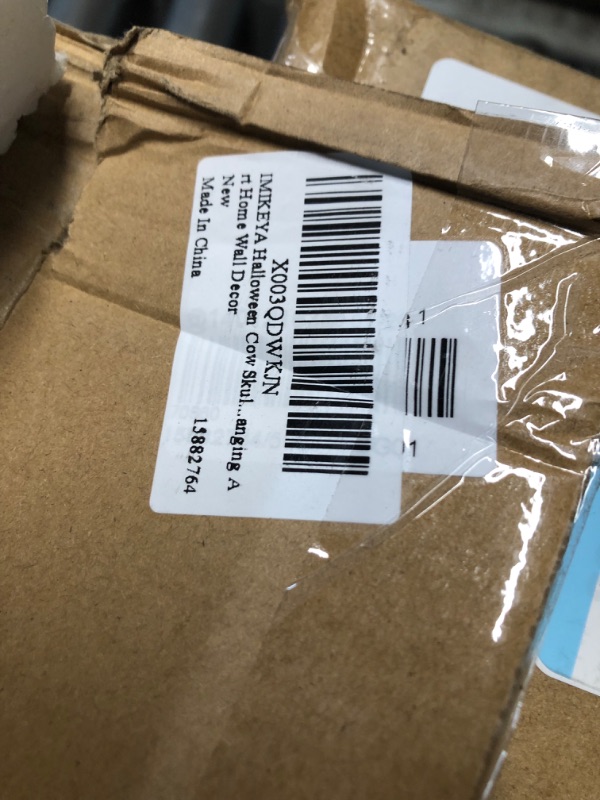 X003QDWKJN
IMIKEYA Halloween Cow Skul...anging A
rt Home Wall Decor
New
Made In China
15882764